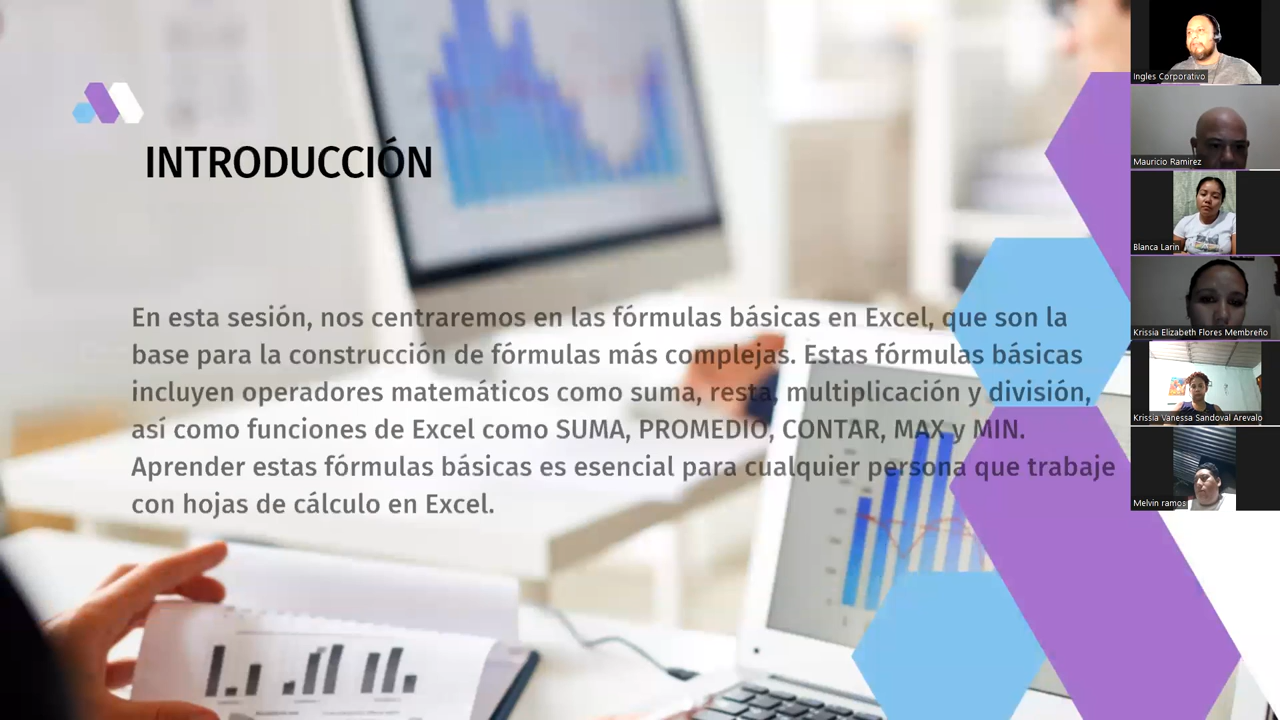 INTRODUCCIÓN
En esta sesión, nos centraremos en las fórmulas básicas en Excel, que son la
base para la construcción de fórmulas más complejas. Estas fórmulas básicas
incluyen operadores matemáticos como suma, resta, multiplicación y división,
así como funciones de Excel como SUMA, PROMEDIO, CONTAR, MAX y MIN.
Aprender estas fórmulas básicas es esencial para cualquier persona que trabaje
con hojas de cálculo en Excel.
Ingles Corporativo
Mauricio Ramirez
Blanca Larin
Krissia Elizabeth Flores Membreño
Krissia Vanessa Sandoval Arevalo
Melvin ramos